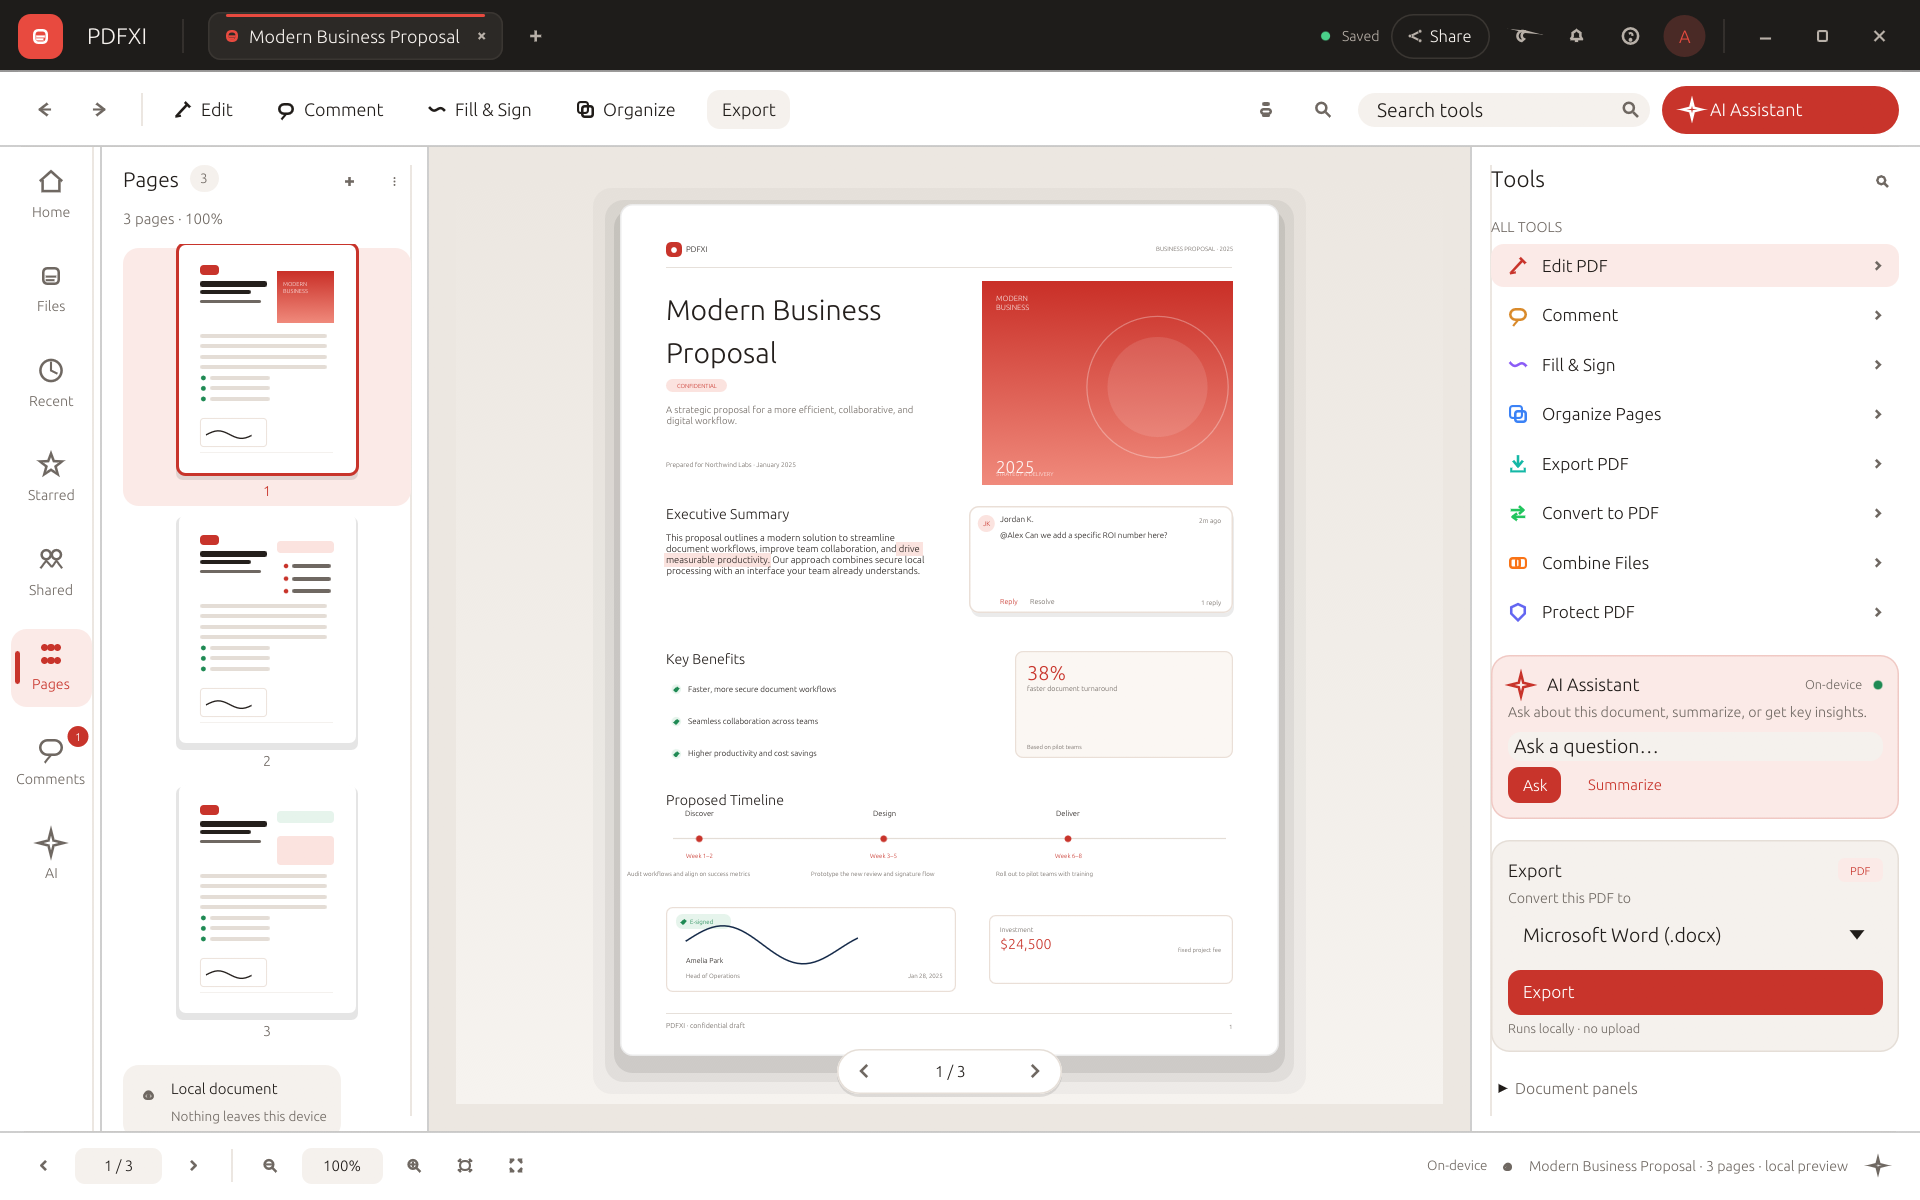 PDFXI
Modern Business Proposal
Saved
Share
A
Edit
Comment
Fill & Sign
Organize
Export
Search tools
AI Assistant
Home
Files
Recent
Starred
Shared
Pages
1
Comments
AI
Pages 3
3 pages · 100%
MODERN
BUSINESS
1
2
3
Local document
Nothing leaves this device
PDFXI
BUSINESS PROPOSAL · 2025
Modern Business
Proposal
CONFIDENTIAL
A strategic proposal for a more efficient, collaborative, and
digital workflow.
Prepared for Northwind Labs · January 2025
MODERN
BUSINESS
2025
Executive Summary
This proposal outlines a modern solution to streamline
document workflows, improve team collaboration, and drive
measurable productivity. Our approach combines secure local
processing with an interface your team already understands.
JK
Jordan K.
2m ago
@Alex Can we add a specific ROI number here?
Reply
Resolve
1 reply
Key Benefits
Faster, more secure document workflows
Seamless collaboration across teams
Higher productivity and cost savings
38%
faster document turnaround
Based on pilot teams
Proposed Timeline
Discover
Design
Deliver
Week 1–2
Week 3–5
Week 6–8
Audit workflows and align on success metrics
Prototype the new review and signature flow
Roll out to pilot teams with training
E-signed
Amelia Park
Head of Operations
Jan 28, 2025
Investment
$24,500
fixed project fee
PDFXI · confidential draft
1
1 / 3
Tools
ALL TOOLS
Edit PDF
Comment
Fill & Sign
Organize Pages
Export PDF
Convert to PDF
Combine Files
Protect PDF
AI Assistant
On-device
Ask about this document, summarize, or get key insights.
Ask a question…
Ask
Summarize
Export
PDF
Convert this PDF to
Microsoft Word (.docx)
Export
Runs locally · no upload
Document panels
1 / 3
100%
On-device
Modern Business Proposal · 3 pages · local preview